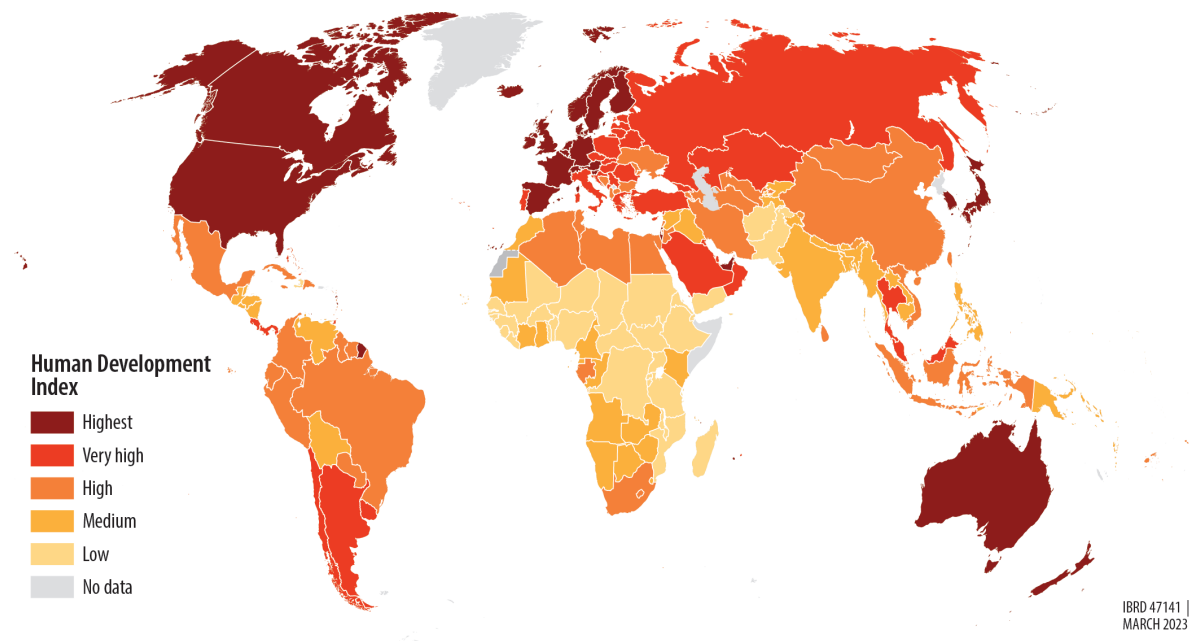 Human Development
Index
Highest
Very high
High
Medium
Low
No data
IBRD 47141 |
MARCH 2023